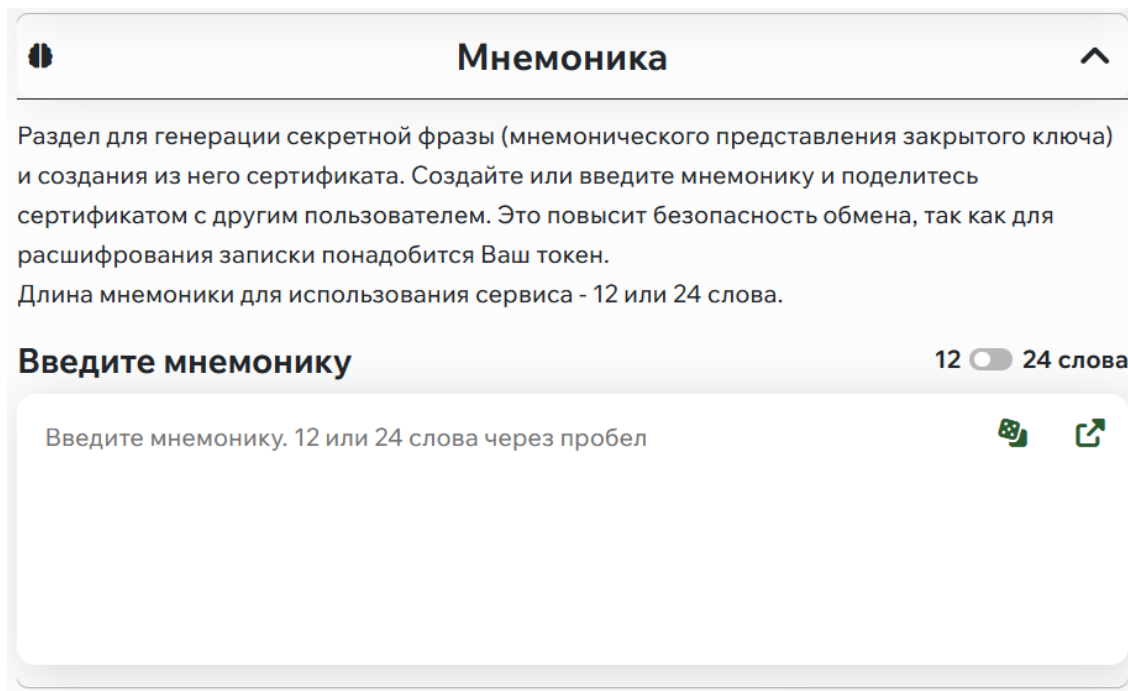 Мнемоника
Раздел для генерации секретной фразы (мнемонического представления закрытого ключа)
и создания из него сертификата. Создайте или введите мнемонику и поделитесь
сертификатом с другим пользователем. Это повысит безопасность обмена, так как для
расшифрования записки понадобится Ваш токен.
Длина мнемоники для использования сервиса - 12 или 24 слова.
Введите мнемонику
12 24 слова
Введите мнемонику. 12 или 24 слова через пробел